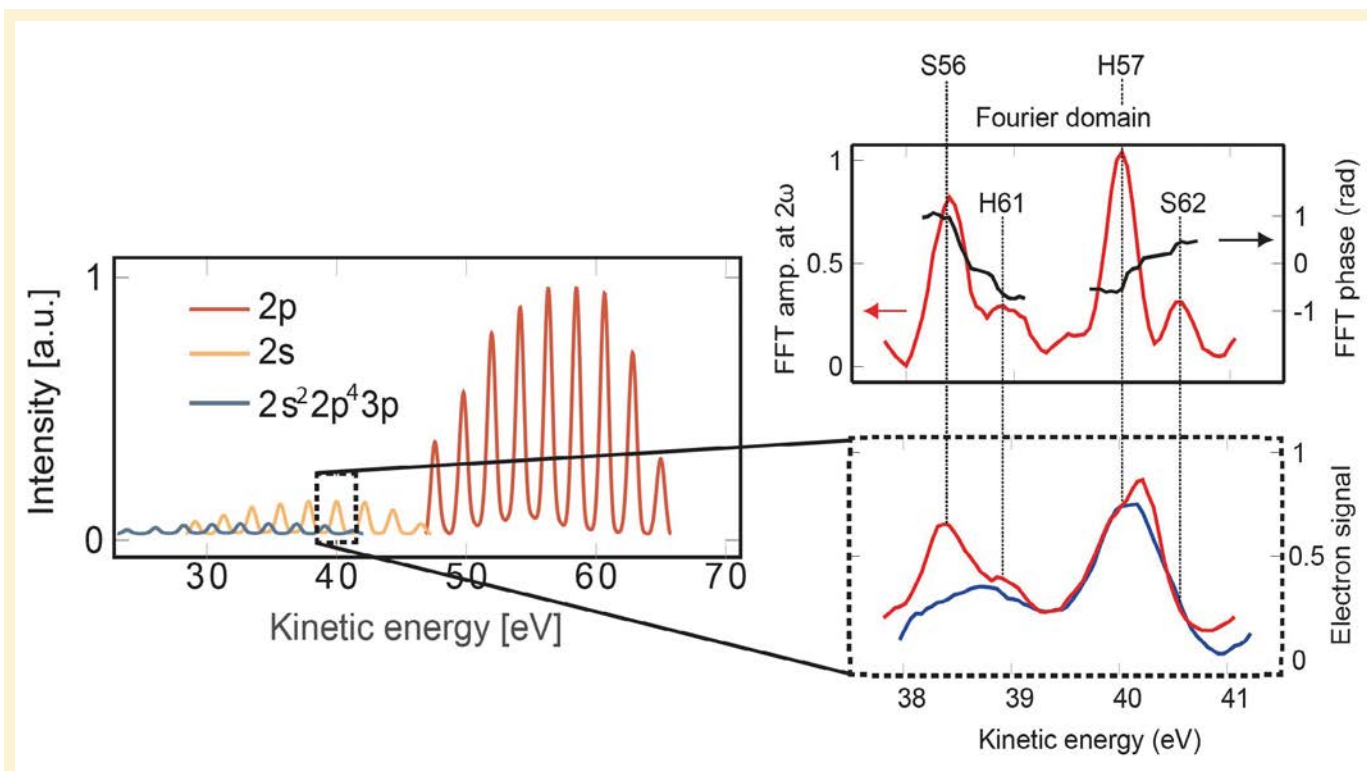 S56
H57
Fourier domain
H61
S62
FFT amp. at 2ω
1
0.5
0
FFT phase (rad)
1
0
-1
Intensity [a.u.]
1
0
2p
2s
2s²2p⁴3p
30
40
50
60
70
Kinetic energy [eV]
Electron signal
1
0.5
0
38
39
40
41
Kinetic energy (eV)